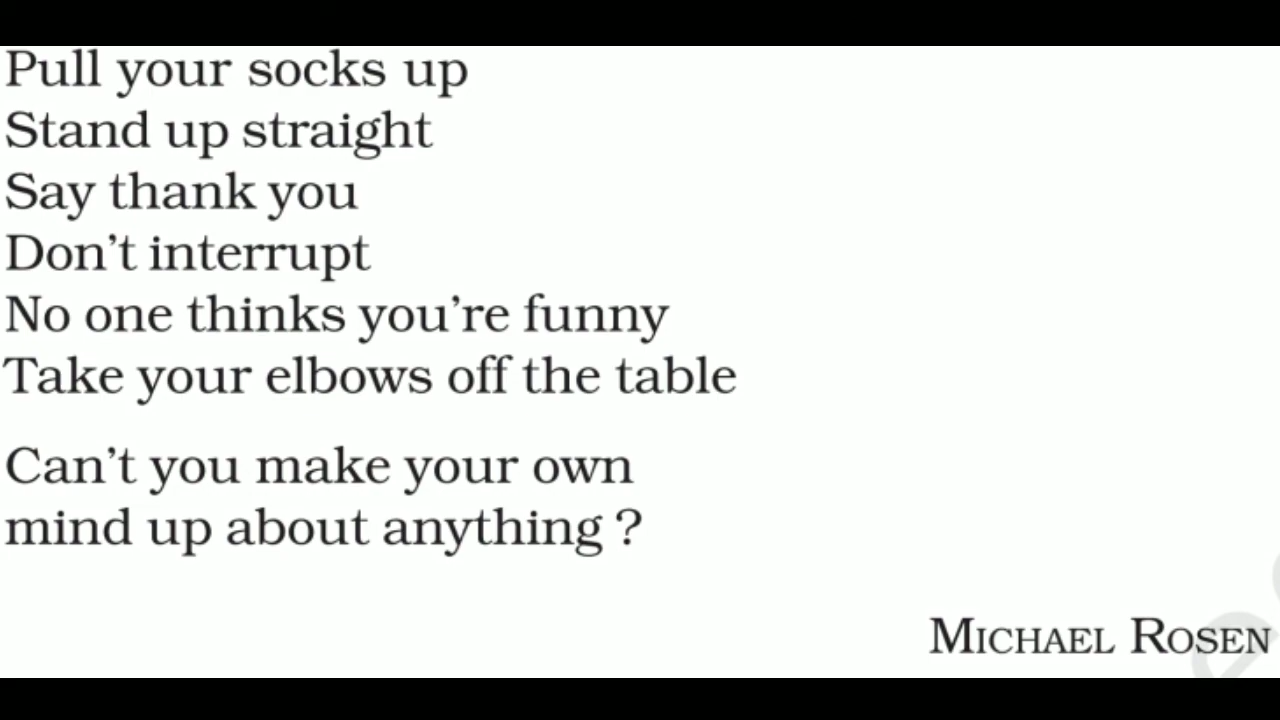 Pull your socks up
Stand up straight
Say thank you
Don't interrupt
No one thinks you're funny
Take your elbows off the table
Can't you make your own
mind up about anything ?
MICHAEL ROSEN